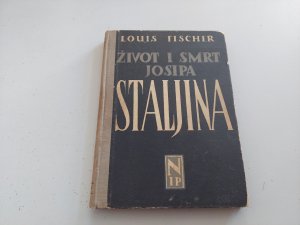 LOUIS FISCHER
ŽIVOT I SMRT
JOSIPA
STALJINA
N
IP